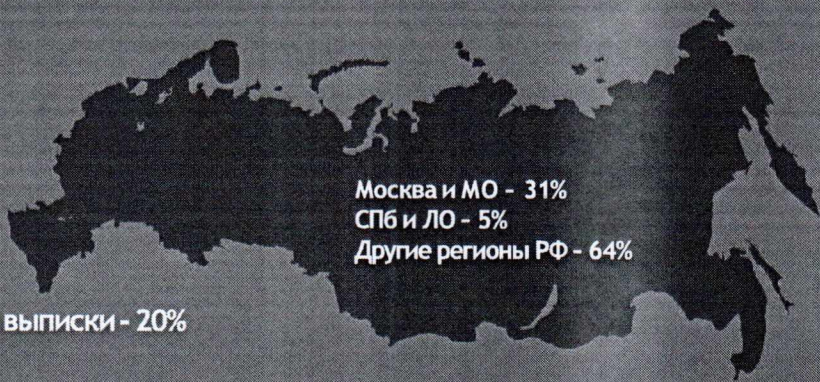 Москва и МО - 31%
СПб и ЛО - 5%
Другие регионы РФ - 64%
выписки - 20%